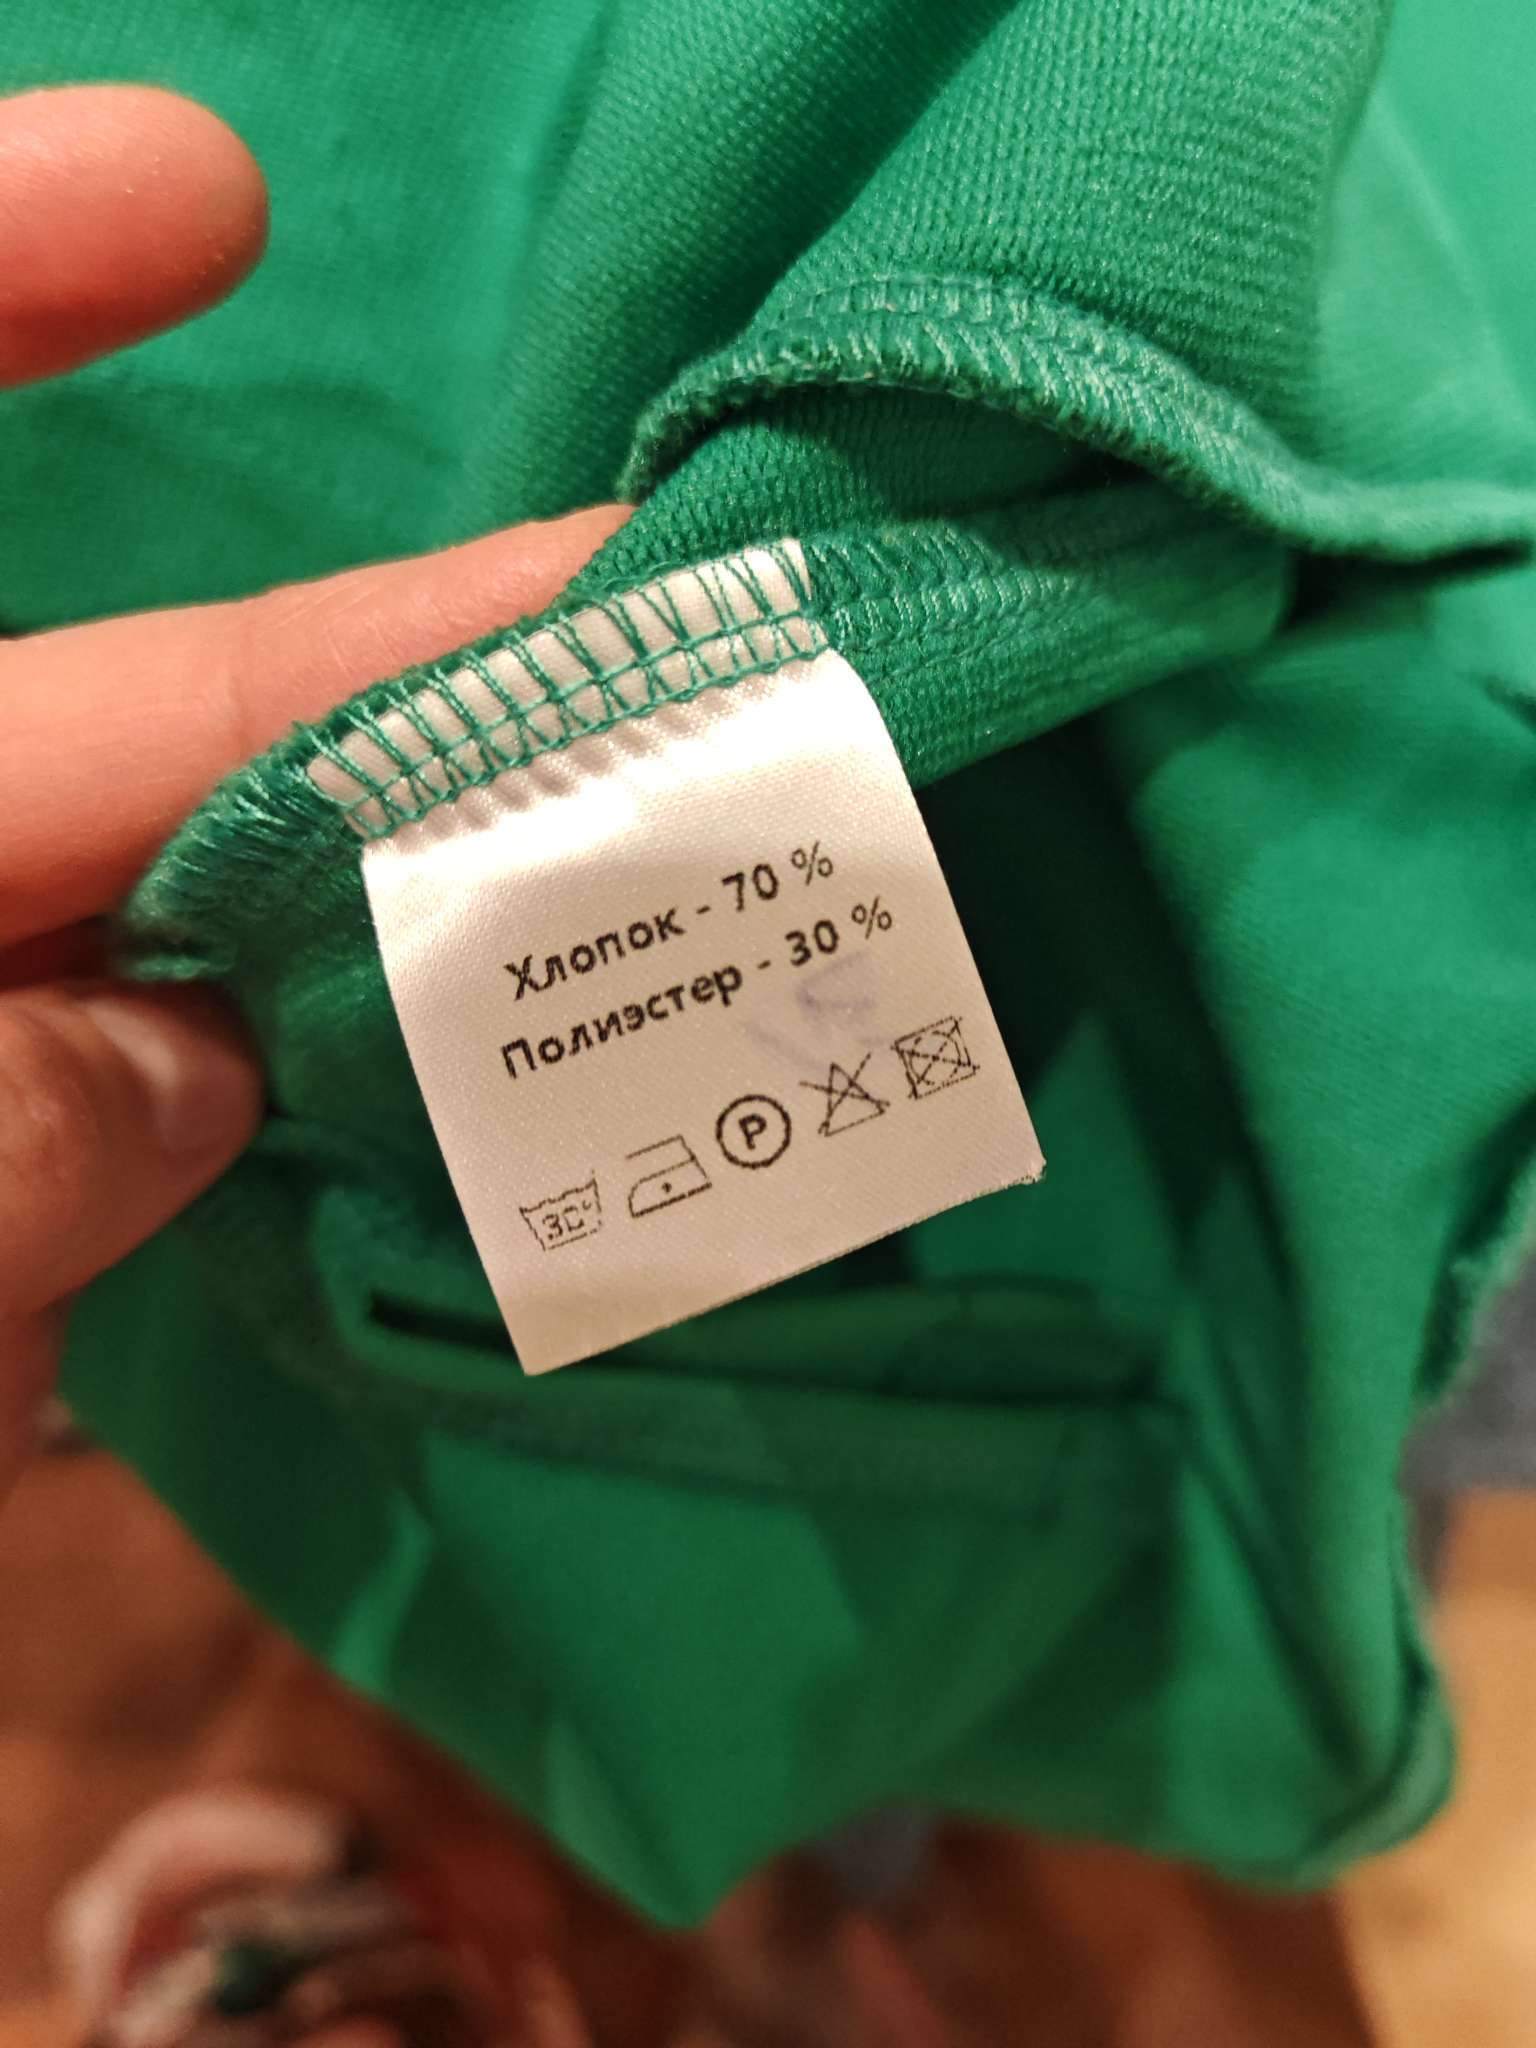 Хлопок - 70 %
Полиэстер - 30 %
30° P